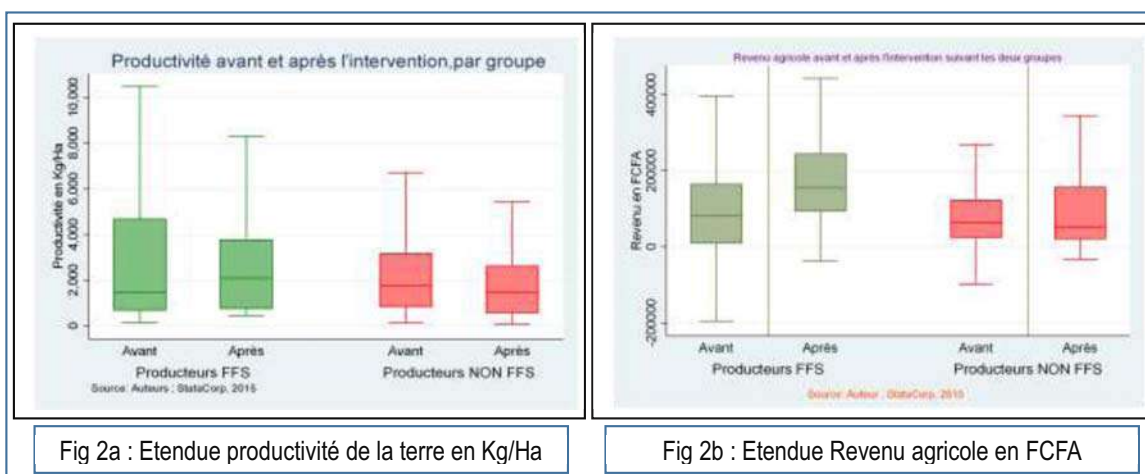 Productivité avant et après l'intervention,par groupe
Productivite en Kg/Ha
10,000
8,000
6,000
4,000
2,000
0
Avant Après Avant Après
Producteurs FFS Producteurs NON FFS
Source: Auteurs ; StataCorp, 2015
Fig 2a : Etendue productivité de la terre en Kg/Ha
Revenu agricole avant et après l'intervention suivant les deux groupes
Revenu en FCFA
400000
200000
0
-200000
Avant Après Avant Après
Producteurs FFS Producteurs NON FFS
Source: Auteur ; StataCorp, 2015
Fig 2b : Etendue Revenu agricole en FCFA